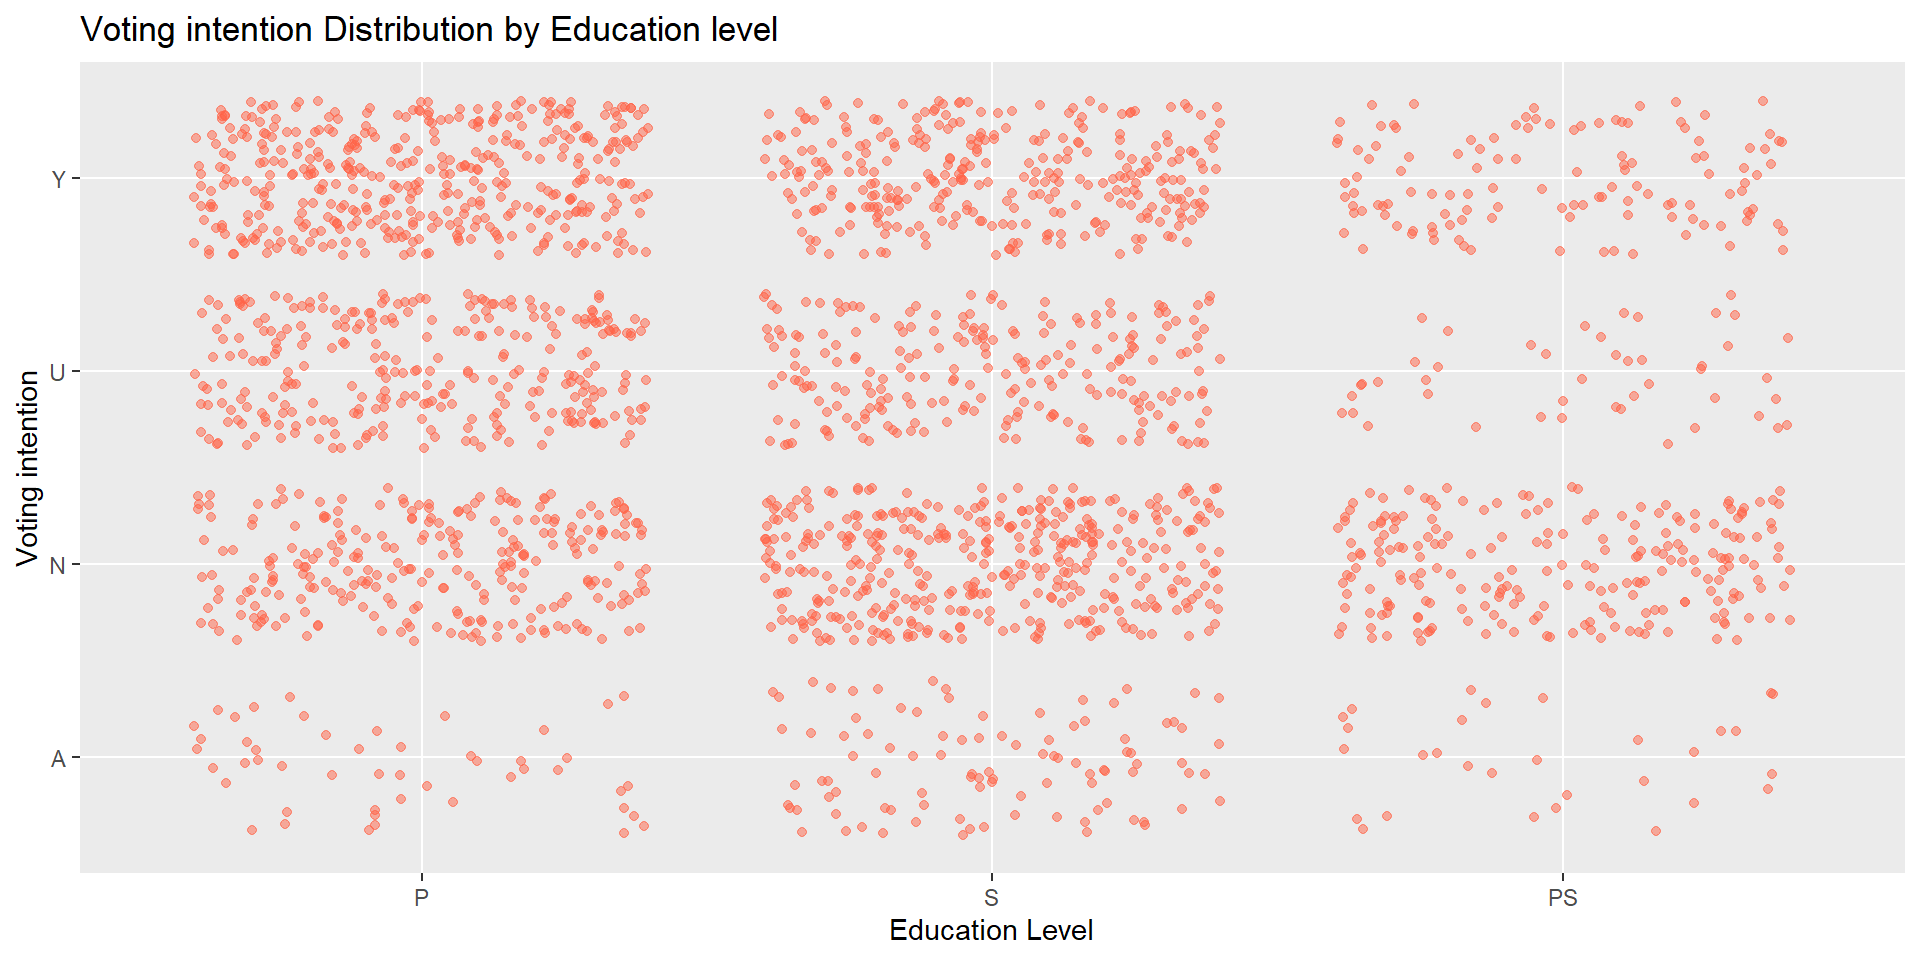 Voting intention Distribution by Education level
Voting intention
Y
U
N
A
P
S
PS
Education Level